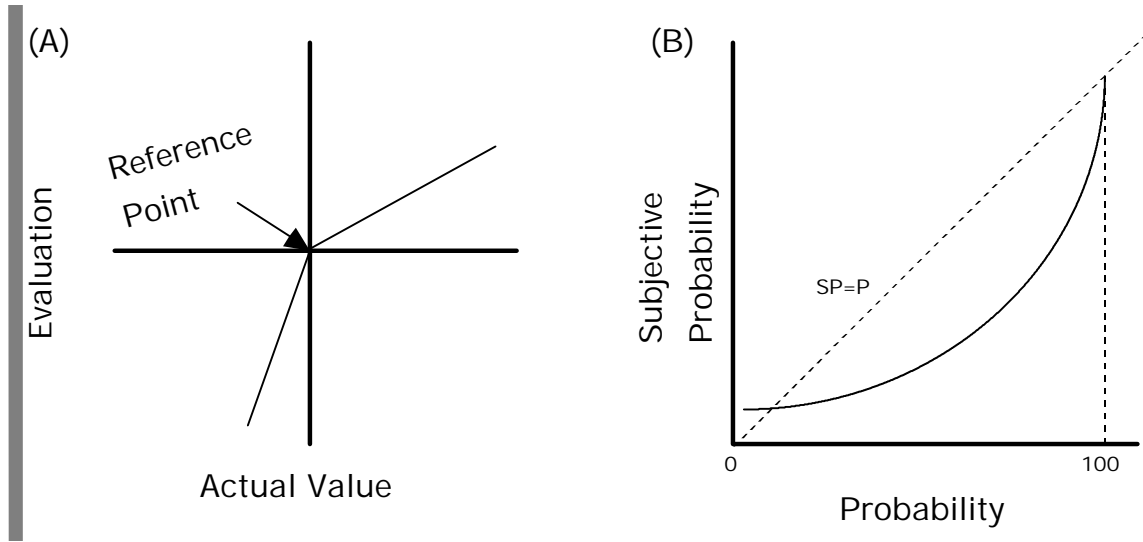 (A)
Reference
Point
Evaluation
Actual Value
(B)
Subjective
Probability
SP=P
0
100
Probability